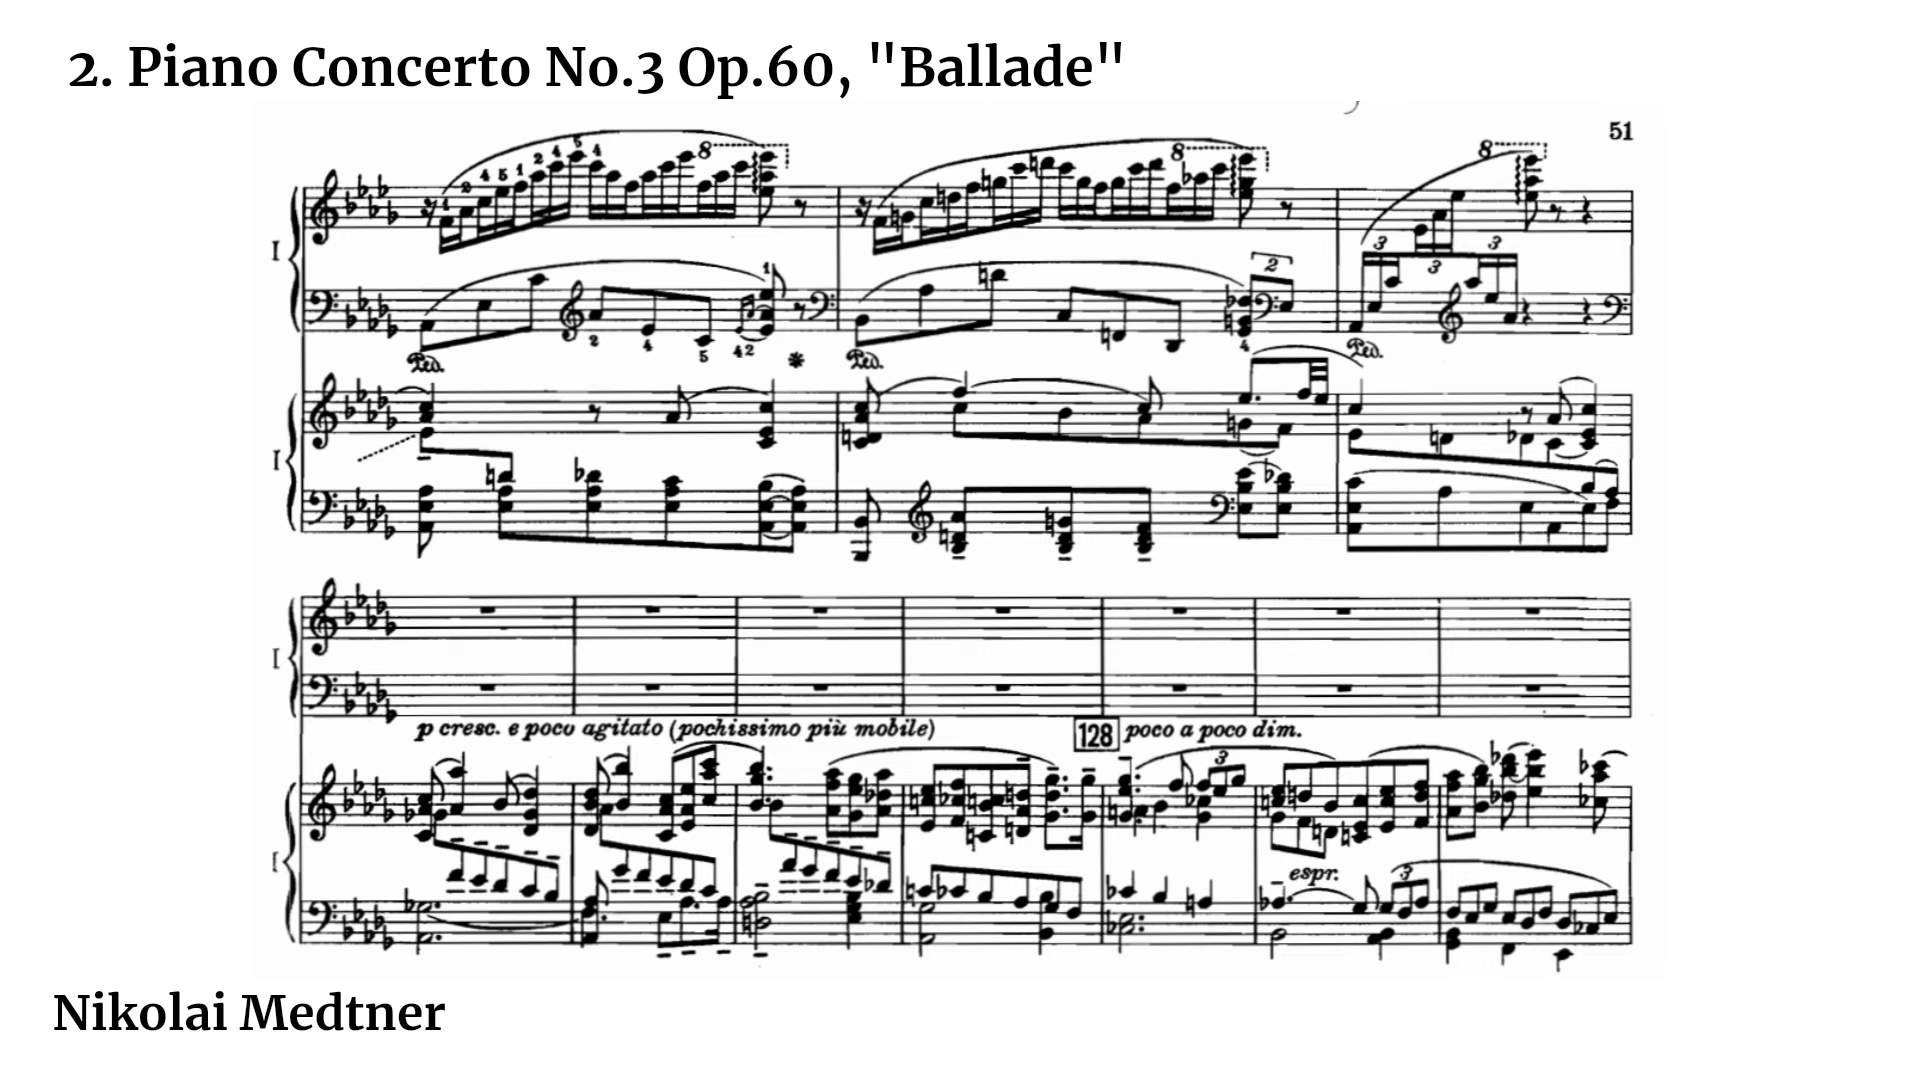 2. Piano Concerto No.3 Op.60, "Ballade"
51
p cresc. e poco agitato (pochissimo più mobile)
128 poco a poco dim.
espr.
Nikolai Medtner